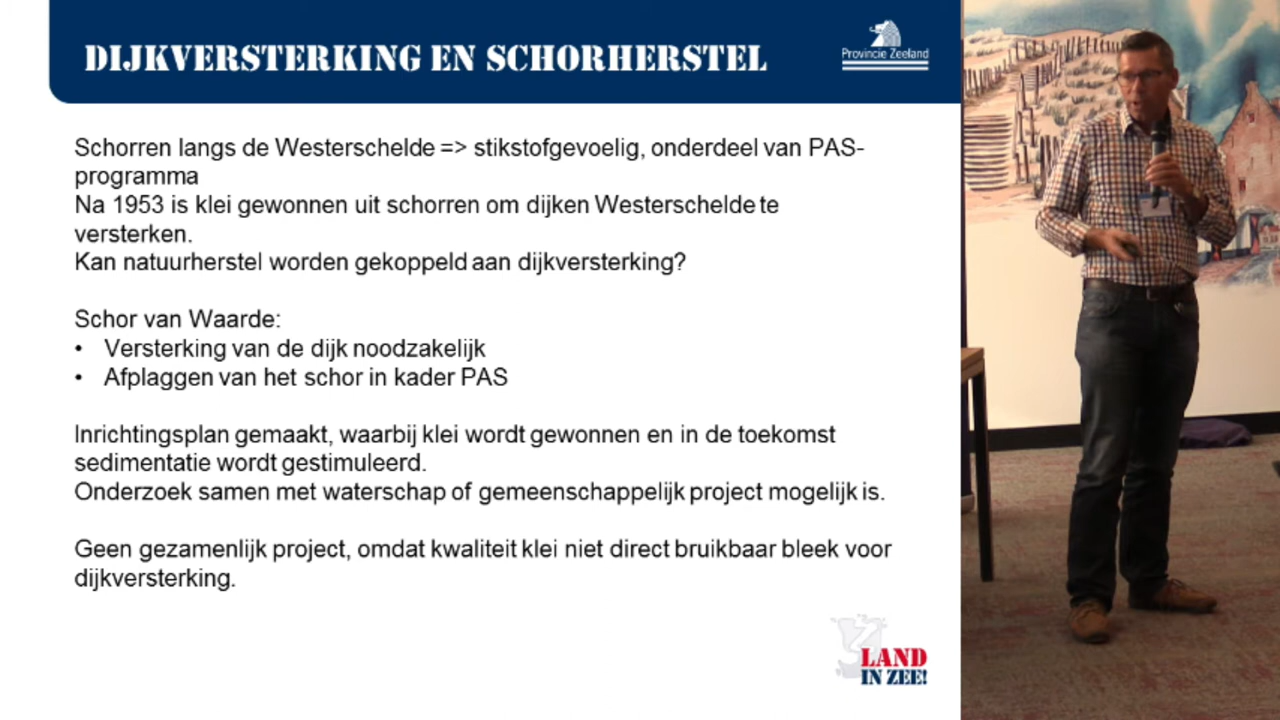 DIJKVERSTERKING EN SCHORHERSTEL
Provincie Zeeland
Schorren langs de Westerschelde => stikstofgevoelig, onderdeel van PAS-
programma
Na 1953 is klei gewonnen uit schorren om dijken Westerschelde te
versterken.
Kan natuurherstel worden gekoppeld aan dijkversterking?
Schor van Waarde:
• Versterking van de dijk noodzakelijk
• Afplaggen van het schor in kader PAS
Inrichtingsplan gemaakt, waarbij klei wordt gewonnen en in de toekomst
sedimentatie wordt gestimuleerd.
Onderzoek samen met waterschap of gemeenschappelijk project mogelijk is.
Geen gezamenlijk project, omdat kwaliteit klei niet direct bruikbaar bleek voor
dijkversterking.
LAND
IN ZEE!